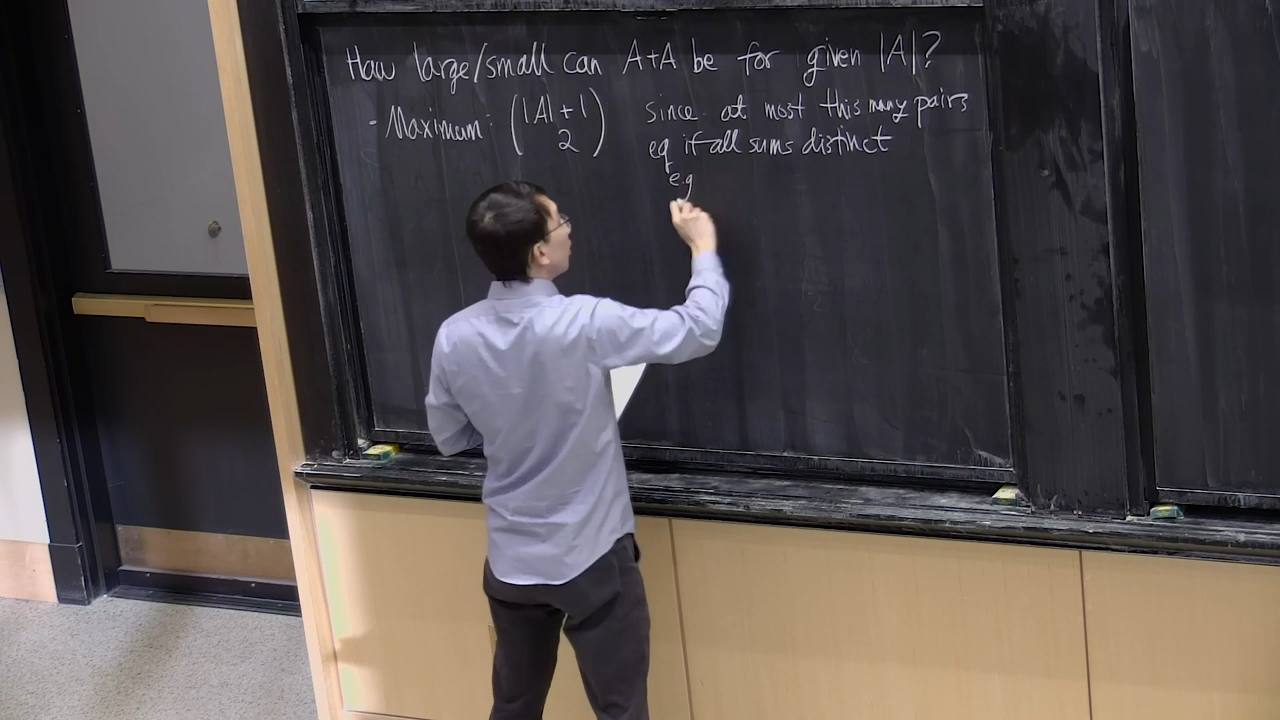 How large/small can A+A be for given |A|?
· Maximum: (|A|+1 2) since at most this many pairs
eq if all sums distinct
e.g